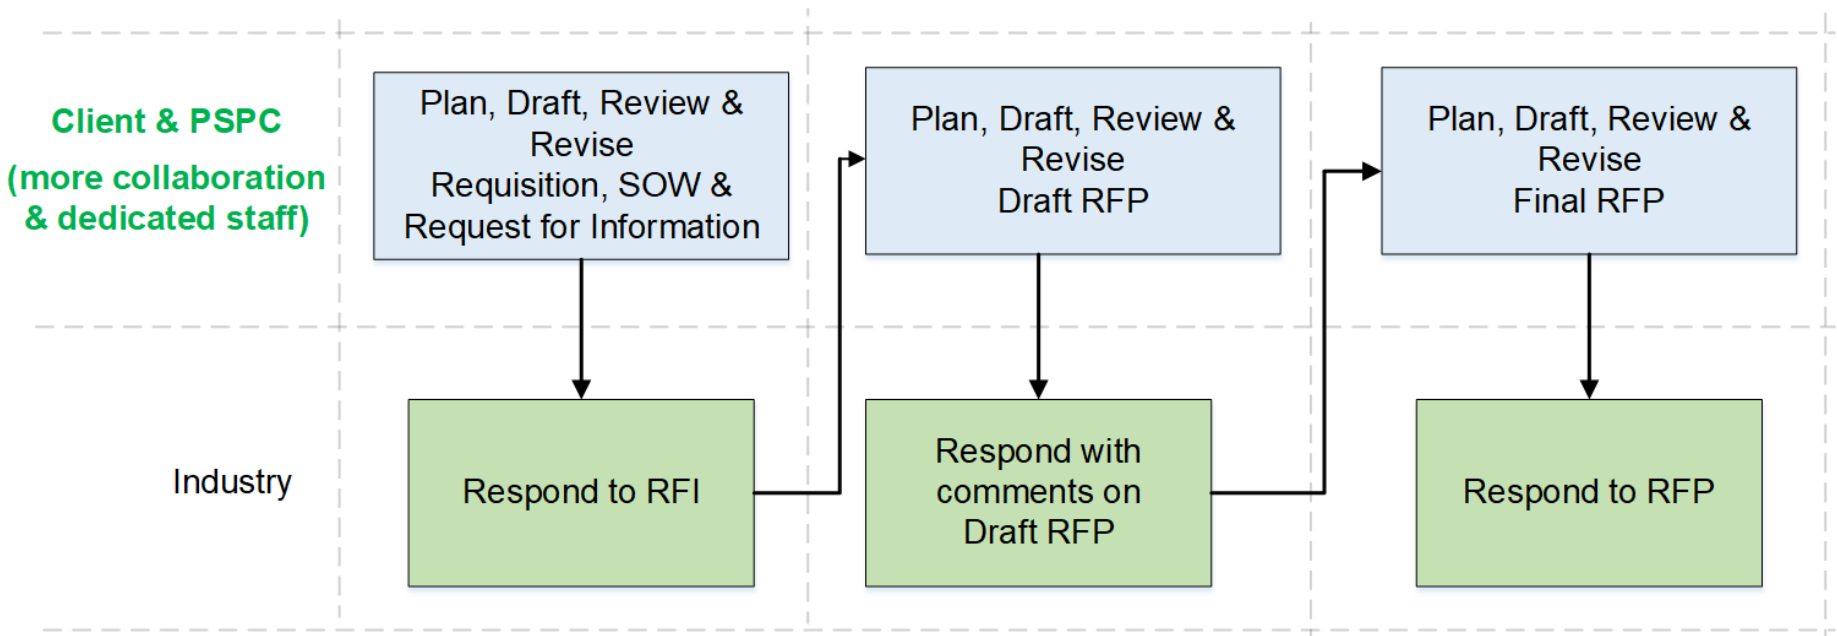 Client & PSPC
(more collaboration
& dedicated staff)
Plan, Draft, Review &
Revise
Requisition, SOW &
Request for Information
Plan, Draft, Review &
Revise
Draft RFP
Plan, Draft, Review &
Revise
Final RFP
Industry
Respond to RFI
Respond with
comments on
Draft RFP
Respond to RFP